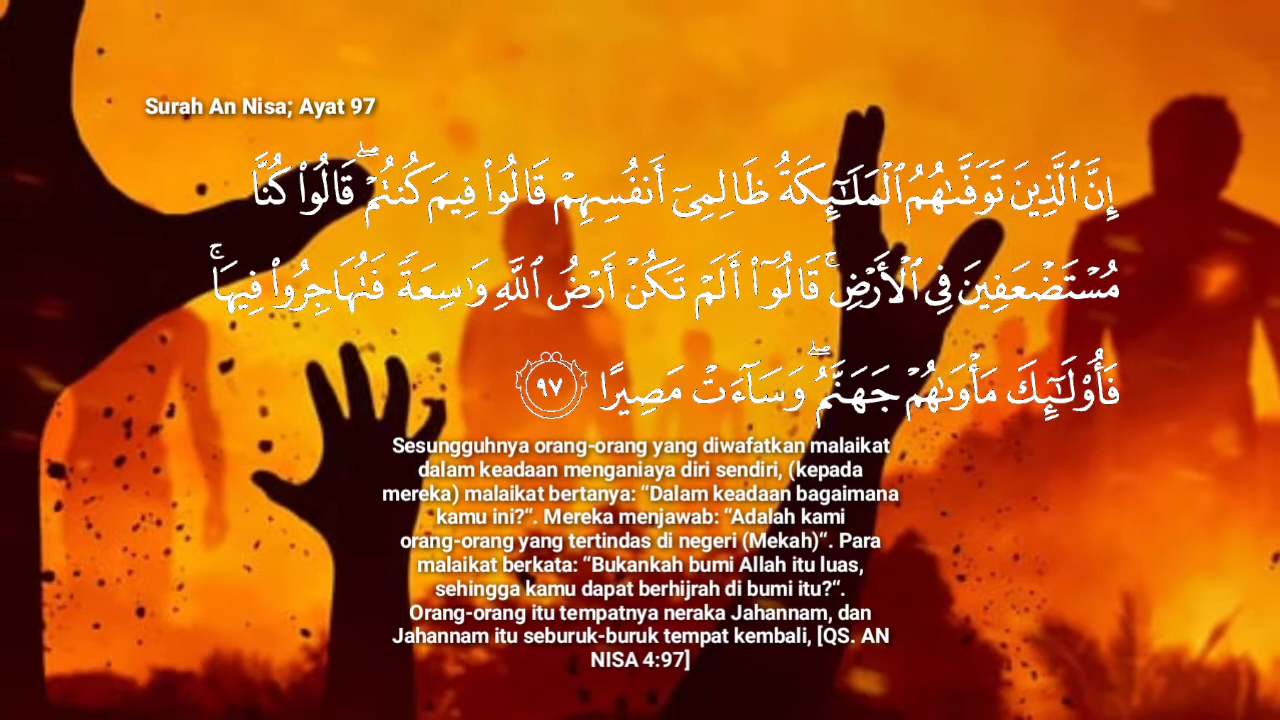 Surah An Nisa; Ayat 97
إِنَّ ٱلَّذِينَ تَوَفَّىٰهُمُ ٱلْمَلَـٰٓئِكَةُ ظَالِمِىٓ أَنفُسِهِمْ قَالُوا۟ فِيمَ كُنتُمْ ۖ قَالُوا۟ كُنَّا
مُسْتَضْعَفِينَ فِى ٱلْأَرْضِ ۚ قَالُوٓا۟ أَلَمْ تَكُنْ أَرْضُ ٱللَّهِ وَٰسِعَةً فَتُهَاجِرُوا۟ فِيهَا ۚ
فَأُو۟لَـٰٓئِكَ مَأْوَىٰهُمْ جَهَنَّمُ ۖ وَسَآءَتْ مَصِيرًا ٩٧
Sesungguhnya orang-orang yang diwafatkan malaikat
dalam keadaan menganiaya diri sendiri, (kepada
mereka) malaikat bertanya: “Dalam keadaan bagaimana
kamu ini?“. Mereka menjawab: “Adalah kami
orang-orang yang tertindas di negeri (Mekah)“. Para
malaikat berkata: “Bukankah bumi Allah itu luas,
sehingga kamu dapat berhijrah di bumi itu?“.
Orang-orang itu tempatnya neraka Jahannam, dan
Jahannam itu seburuk-buruk tempat kembali, [QS. AN
NISA 4:97]